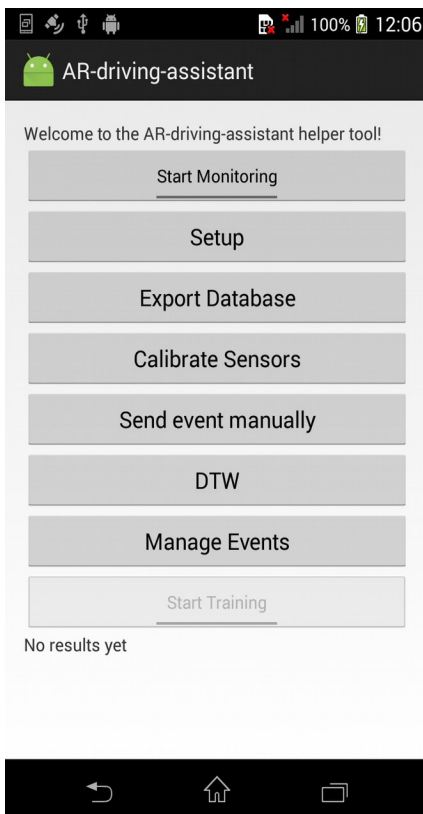 100% 12:06
AR-driving-assistant
Welcome to the AR-driving-assistant helper tool!
Start Monitoring
Setup
Export Database
Calibrate Sensors
Send event manually
DTW
Manage Events
Start Training
No results yet